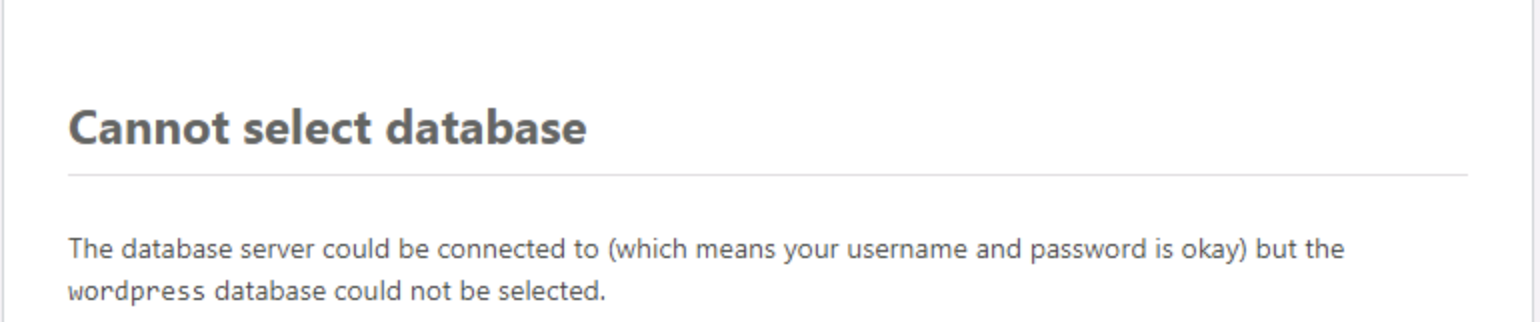 Cannot select database
The database server could be connected to (which means your username and password is okay) but the
wordpress database could not be selected.